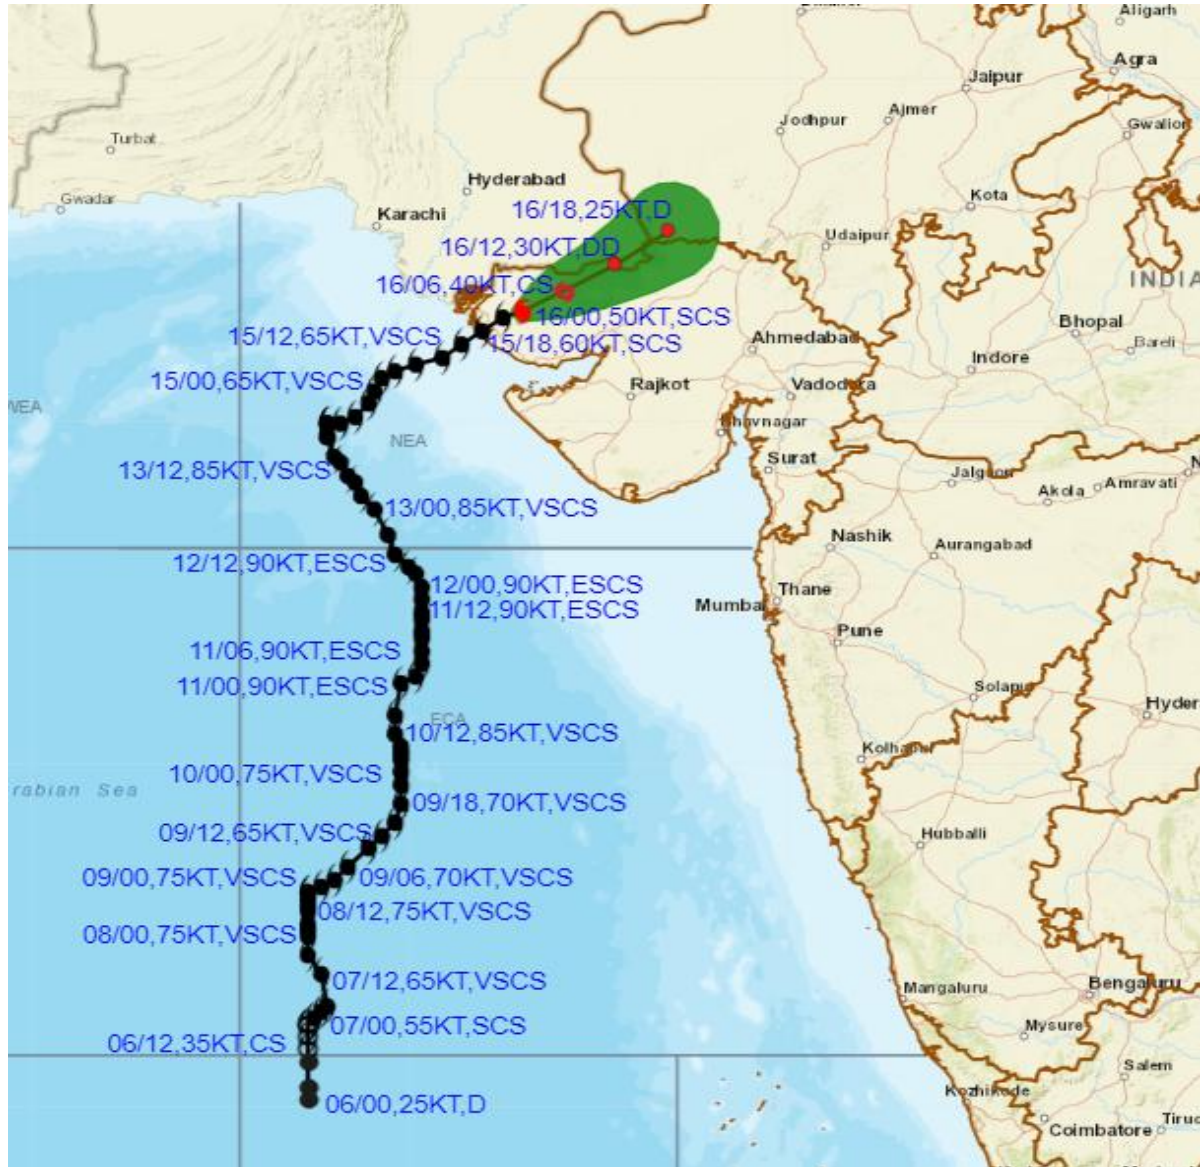 Aligarh
Agra
Jaipur
Ajmer
Jodhpur
Gwalior
Turbat
Hyderabad
Kota
Gwadar
Karachi
16/18,25KT,D
Udaipur
16/12,30KT,DD
INDIA
16/06,40KT,CS
16/00,50KT,SCS
Bhopal
15/12,65KT,VSCS
15/18,60KT,SCS
Ahmedabad
Bareli
Indore
15/00,65KT,VSCS
Rajkot
Vadodara
WEA
Bhavnagar
NEA
Surat
13/12,85KT,VSCS
Jalgaon
Akola
Amravati
N
13/00,85KT,VSCS
Nashik
Aurangabad
12/12,90KT,ESCS
12/00,90KT,ESCS
Thane
Mumbai
11/12,90KT,ESCS
Pune
11/06,90KT,ESCS
11/00,90KT,ESCS
Solapur
Hyder
ECA
10/12,85KT,VSCS
Kolhapur
10/00,75KT,VSCS
rabian Sea
09/18,70KT,VSCS
09/12,65KT,VSCS
Hubballi
09/00,75KT,VSCS
09/06,70KT,VSCS
08/12,75KT,VSCS
08/00,75KT,VSCS
07/12,65KT,VSCS
Mangaluru
Bengaluru
07/00,55KT,SCS
Mysure
06/12,35KT,CS
Salem
Kozhikode
06/00,25KT,D
Coimbatore
Tiruc